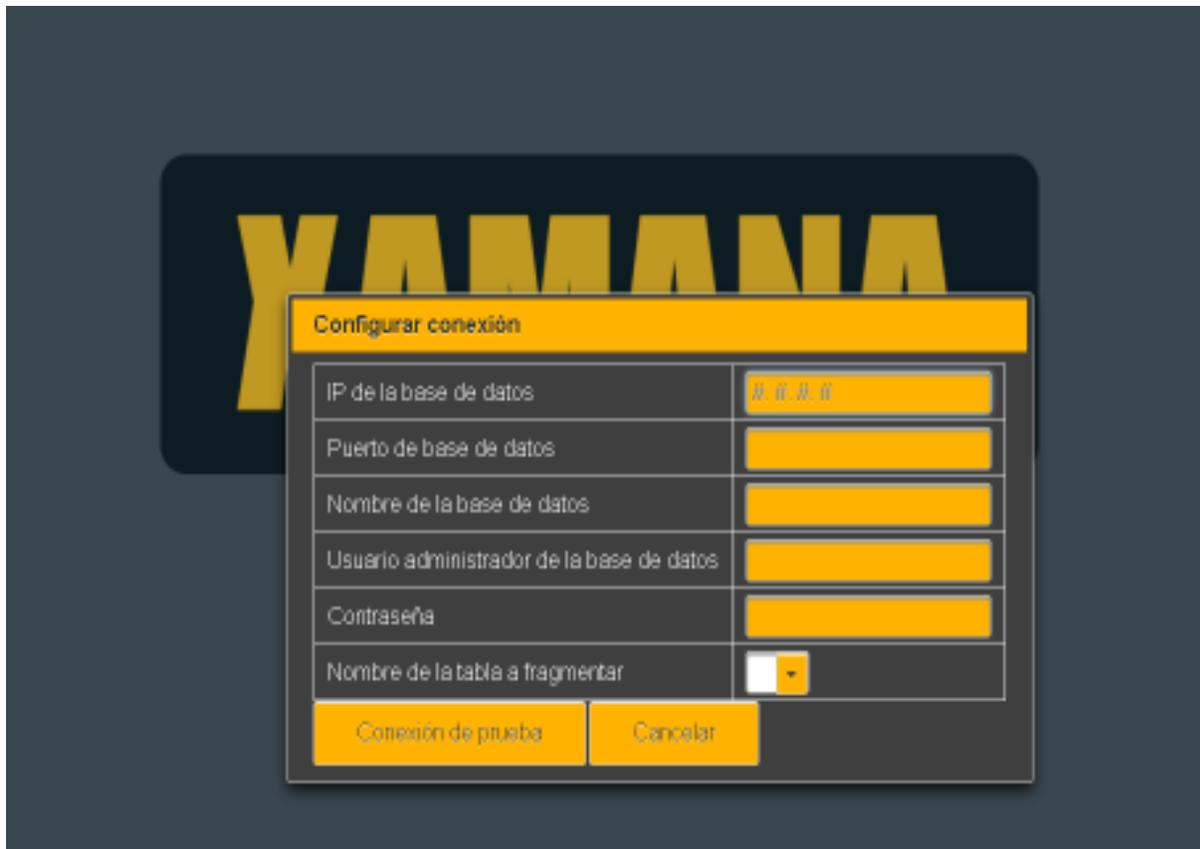 XAMANA
Configurar conexión
IP de la base de datos
#. #. #. #
Puerto de base de datos
Nombre de la base de datos
Usuario administrador de la base de datos
Contraseña
Nombre de la tabla a fragmentar
Conexión de prueba Cancelar